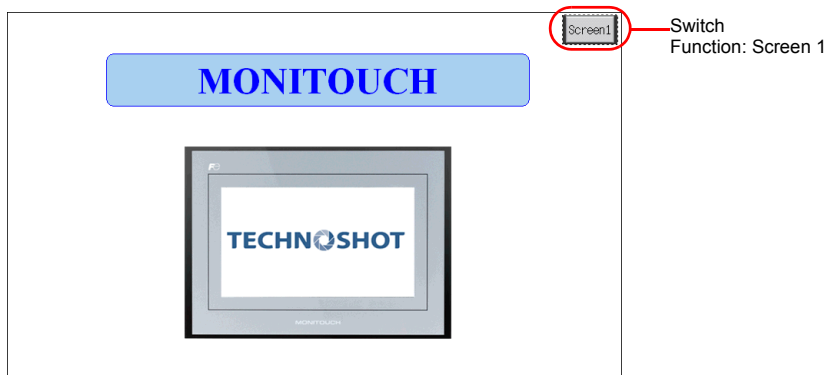 Screen1
Switch
Function: Screen 1
MONITOUCH
TECHNOSHOT
MONITOUCH